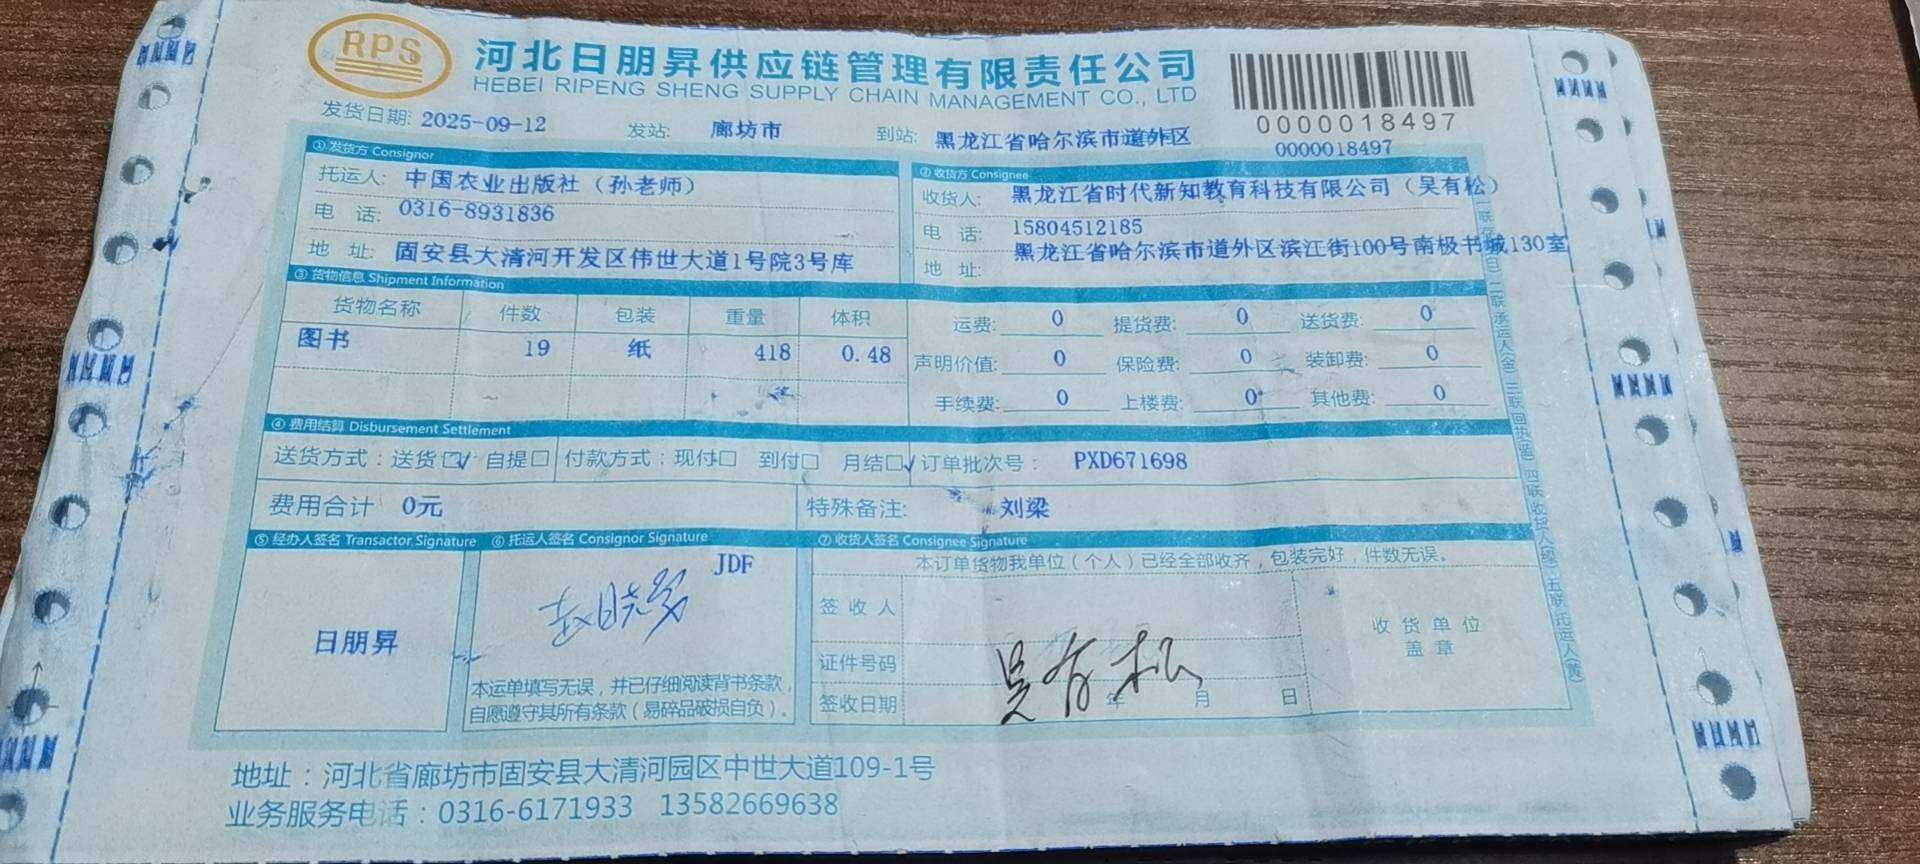 RPS
河北日朋昇供应链管理有限责任公司
HEBEI RIPENG SHENG SUPPLY CHAIN MANAGEMENT CO., LTD
0000018497
0000018497
发货日期: 2025-09-12 发站: 廊坊市 到站: 黑龙江省哈尔滨市道外区
①发货方 Consignor
托运人: 中国农业出版社（孙老师）
电 话: 0316-8931836
地 址: 固安县大清河开发区伟世大道1号院3号库
②收货方 Consignee
收货人: 黑龙江省时代新知教育科技有限公司（吴有松）
电 话: 15804512185
地 址: 黑龙江省哈尔滨市道外区滨江街100号南极书城130室
③货物信息 Shipment Information
货物名称 件数 包装 重量 体积
图书 19 纸 418 0.48
运费: 0 提货费: 0 送货费: 0
声明价值: 0 保险费: 0 装卸费: 0
手续费: 0 上楼费: 0 其他费: 0
④费用结算 Disbursement Settlement
送货方式：送货☑ 自提□ 付款方式：现付□ 到付□ 月结☑ 订单批次号： PXD671698
费用合计 0元 特殊备注: 刘梁
⑤经办人签名 Transactor Signature
日朋昇
⑥托运人签名 Consignor Signature
JDF
本运单填写无误，并已仔细阅读背书条款，
自愿遵守其所有条款（易碎品破损自负）。
⑦收货人签名 Consignee Signature
本订单货物我单位（个人）已经全部收齐，包装完好，件数无误。
签 收 人
证件号码
吴有松
签收日期 年 月 日
收 货 单 位
盖 章
地址：河北省廊坊市固安县大清河园区中世大道109-1号
业务服务电话：0316-6171933 13582669638